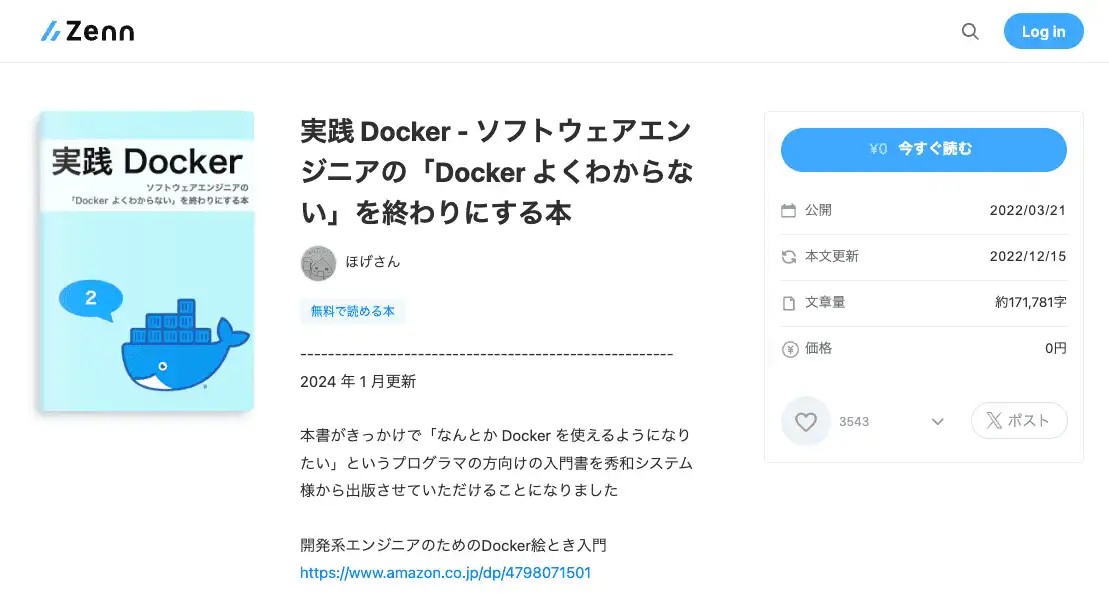 Zenn
Log in
実践 Docker
ソフトウェアエンジニアの
「Docker よくわからない」を終わりにする本
2
実践 Docker - ソフトウェアエン
ジニアの「Docker よくわからな
い」を終わりにする本
ほげさん
無料で読める本
------------------------------------------------------
2024 年 1 月更新
本書がきっかけで「なんとか Docker を使えるようになり
たい」というプログラマの方向けの入門書を秀和システム
様から出版させていただけることになりました
開発系エンジニアのためのDocker絵とき入門
https://www.amazon.co.jp/dp/4798071501
¥0 今すぐ読む
公開 2022/03/21
本文更新 2022/12/15
文章量 約171,781字
価格 0円
3543
ポスト